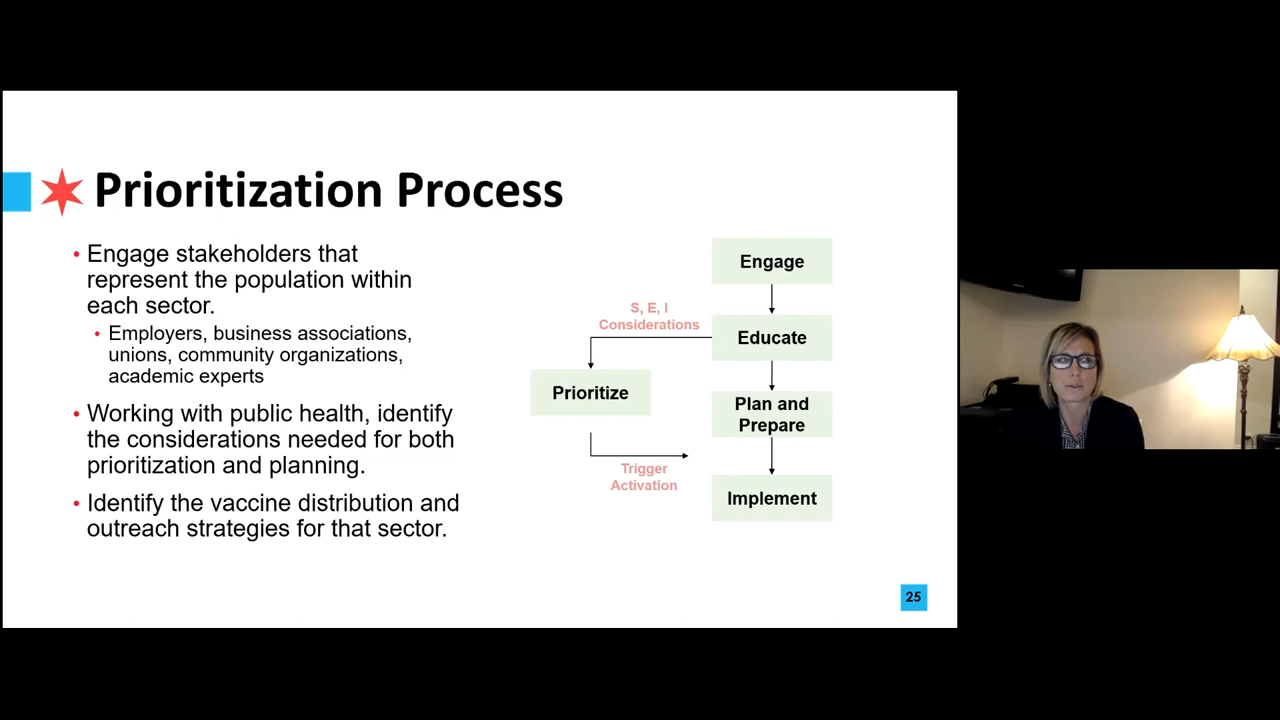 Prioritization Process
• Engage stakeholders that
represent the population within
each sector.
• Employers, business associations,
unions, community organizations,
academic experts
• Working with public health, identify
the considerations needed for both
prioritization and planning.
• Identify the vaccine distribution and
outreach strategies for that sector.
Engage
S, E, I
Considerations
Educate
Prioritize
Plan and
Prepare
Trigger
Activation
Implement
25